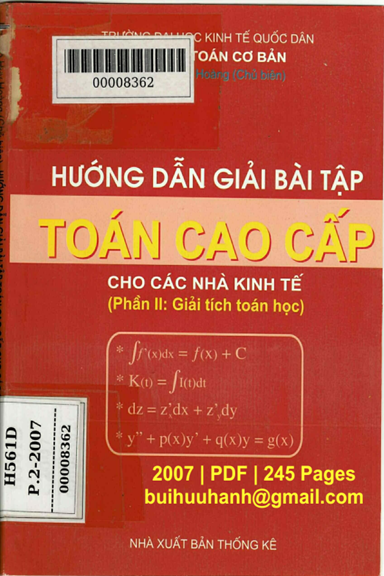 TRƯỜNG ĐẠI HỌC KINH TẾ QUỐC DÂN
TOÁN CƠ BẢN
Hoàng (Chủ biên)
00008362
HƯỚNG DẪN GIẢI BÀI TẬP
TOÁN CAO CẤP
CHO CÁC NHÀ KINH TẾ
(Phần II: Giải tích toán học)
* ∫f'(x)dx = f(x) + C
* K(t) = ∫I(t)dt
* dz = z'ₓdx + z'ᵧdy
* y" + p(x)y' + q(x)y = g(x)
2007 | PDF | 245 Pages
buihuuhanh@gmail.com
NHÀ XUẤT BẢN THỐNG KÊ
H561D
P.2-2007
00008362